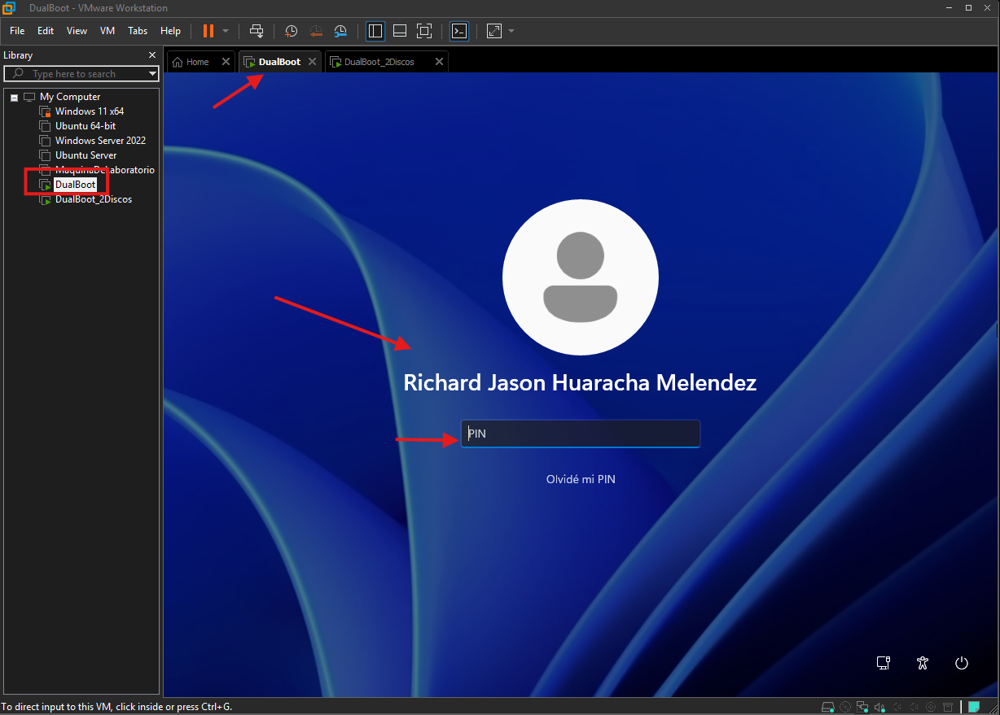 DualBoot - VMware Workstation
File Edit View VM Tabs Help
Library
Type here to search
My Computer
Windows 11 x64
Ubuntu 64-bit
Windows Server 2022
Ubuntu Server
MaquinaDeLaboratorio
DualBoot
DualBoot_2Discos
Home DualBoot DualBoot_2Discos
Richard Jason Huaracha Melendez
PIN
Olvidé mi PIN
To direct input to this VM, click inside or press Ctrl+G.